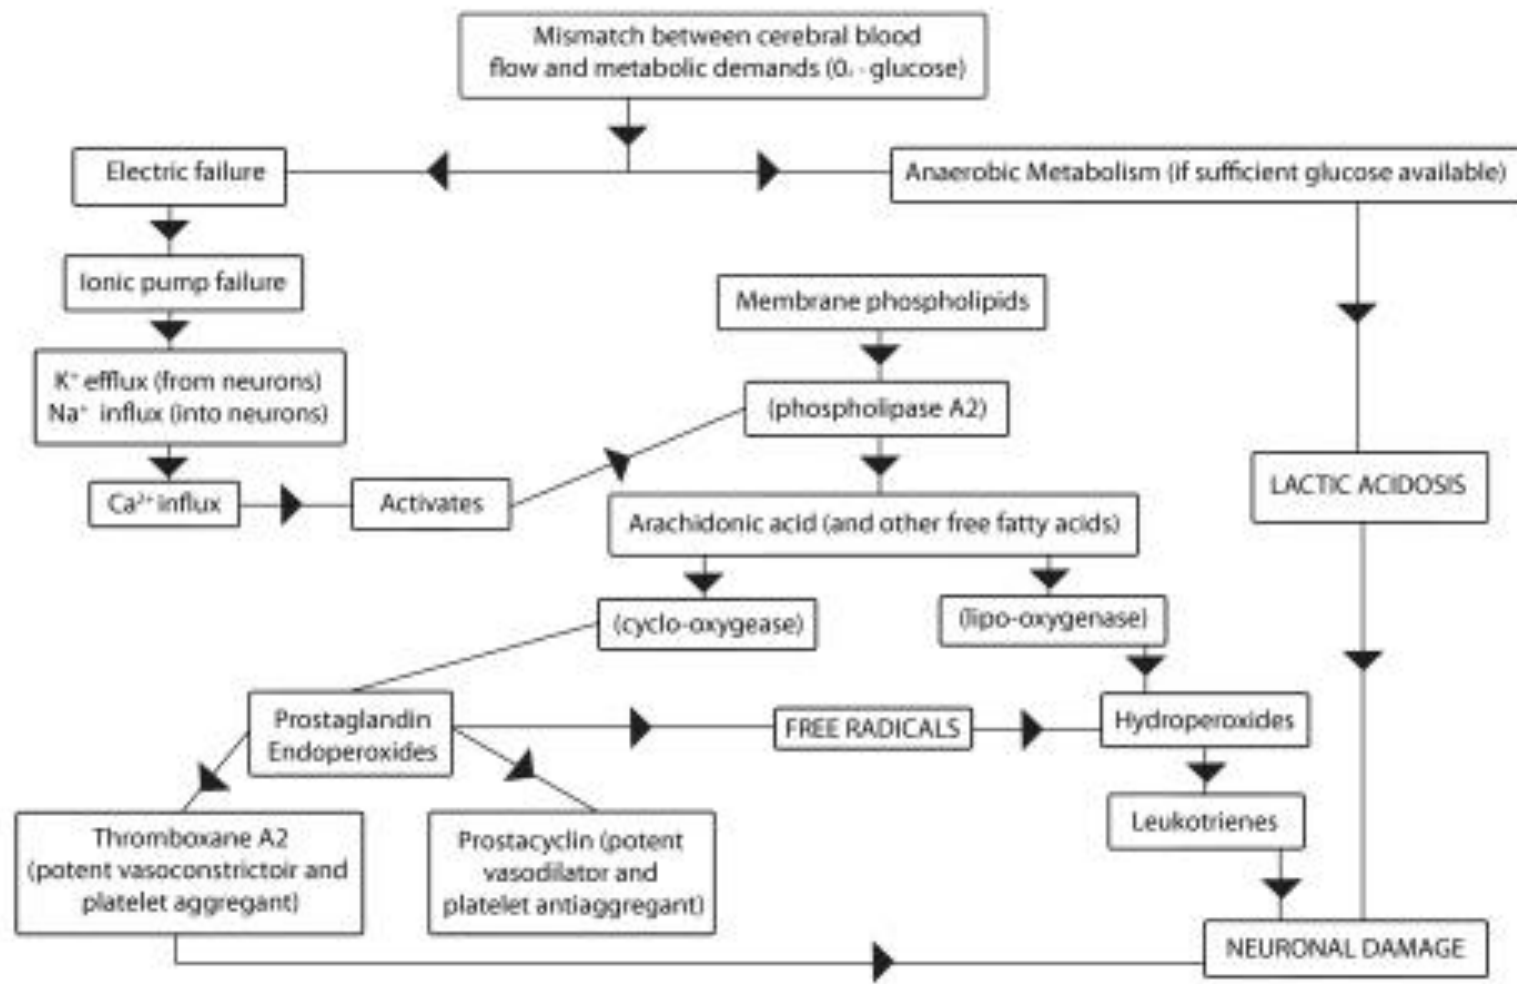 Mismatch between cerebral blood
flow and metabolic demands (0₂ - glucose)
Electric failure
Anaerobic Metabolism (if sufficient glucose available)
Ionic pump failure
Membrane phospholipids
K⁺ efflux (from neurons)
Na⁺ influx (into neurons)
(phospholipase A2)
Ca²⁺ influx
Activates
LACTIC ACIDOSIS
Arachidonic acid (and other free fatty acids)
(cyclo-oxygease)
(lipo-oxygenase)
Prostaglandin
Endoperoxides
FREE RADICALS
Hydroperoxides
Thromboxane A2
(potent vasoconstrictoir and
platelet aggregant)
Prostacyclin (potent
vasodilator and
platelet antiaggregant)
Leukotrienes
NEURONAL DAMAGE